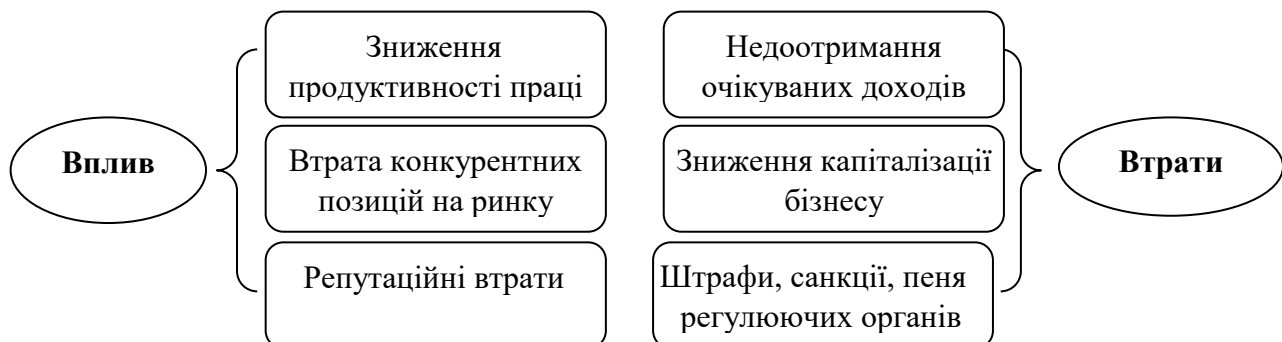 Вплив
Зниження
продуктивності праці
Втрата конкурентних
позицій на ринку
Репутаційні втрати
Недоотримання
очікуваних доходів
Зниження капіталізації
бізнесу
Штрафи, санкції, пеня
регулюючих органів
Втрати